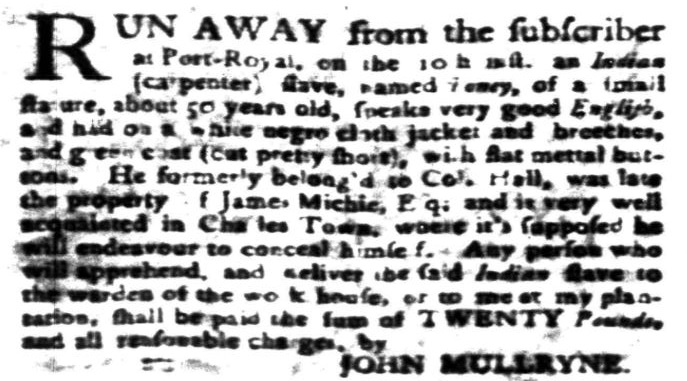 RUN AWAY from the ſubſcriber
at Port-Royal, on the 10th inſt. an Indian
(carpenter) ſlave, named, of a ſmall
ſtature, about 50 years old, ſpeaks very good Engliſh,
and had on a white negro cloth jacket and breeches,
and green coat (cut pretty ſhort), with flat mettal but-
tons. He formerly belong'd to Col. Hall, was late
the property of James Michie, Eſq; and is very well
acquainted in Charles Town, where it's ſuppoſed he
will endeavour to conceal himſelf. Any perſon who
will apprehend, and deliver the ſaid Indian ſlave to
the warden of the work houſe, or to me at my plan-
tation, ſhall be paid the ſum of TWENTY Pounds,
and all reaſonable charges, by
JOHN MULLRYNE.